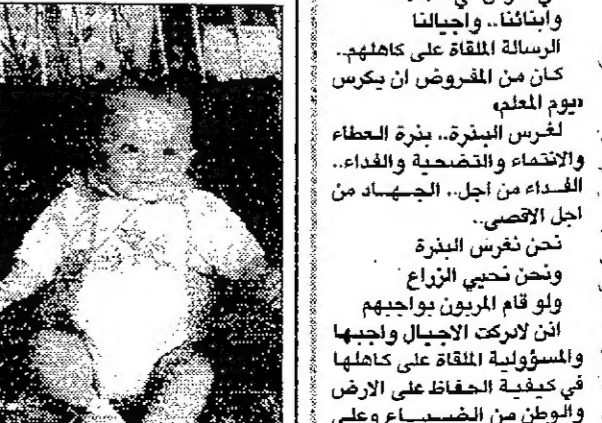 وابنائنا.. واجيالنا
الرسالة الملقاة على كاهلهم..
كان من المفروض ان يكرس
«يوم المعلم»
لغرس البذرة.. بذرة العطاء
والانتماء والتضحية والفداء..
الفداء من اجل.. الجهاد من
اجل الاقصى..
نحن نغرس البذرة
ونحن نحيي الزراع
ولو قام المربون بواجبهم
اذن لادركت الاجيال واجبها
والمسؤولية الملقاة على كاهلها
في كيفية الحفاظ على الارض
والوطن من الضياع وعلى